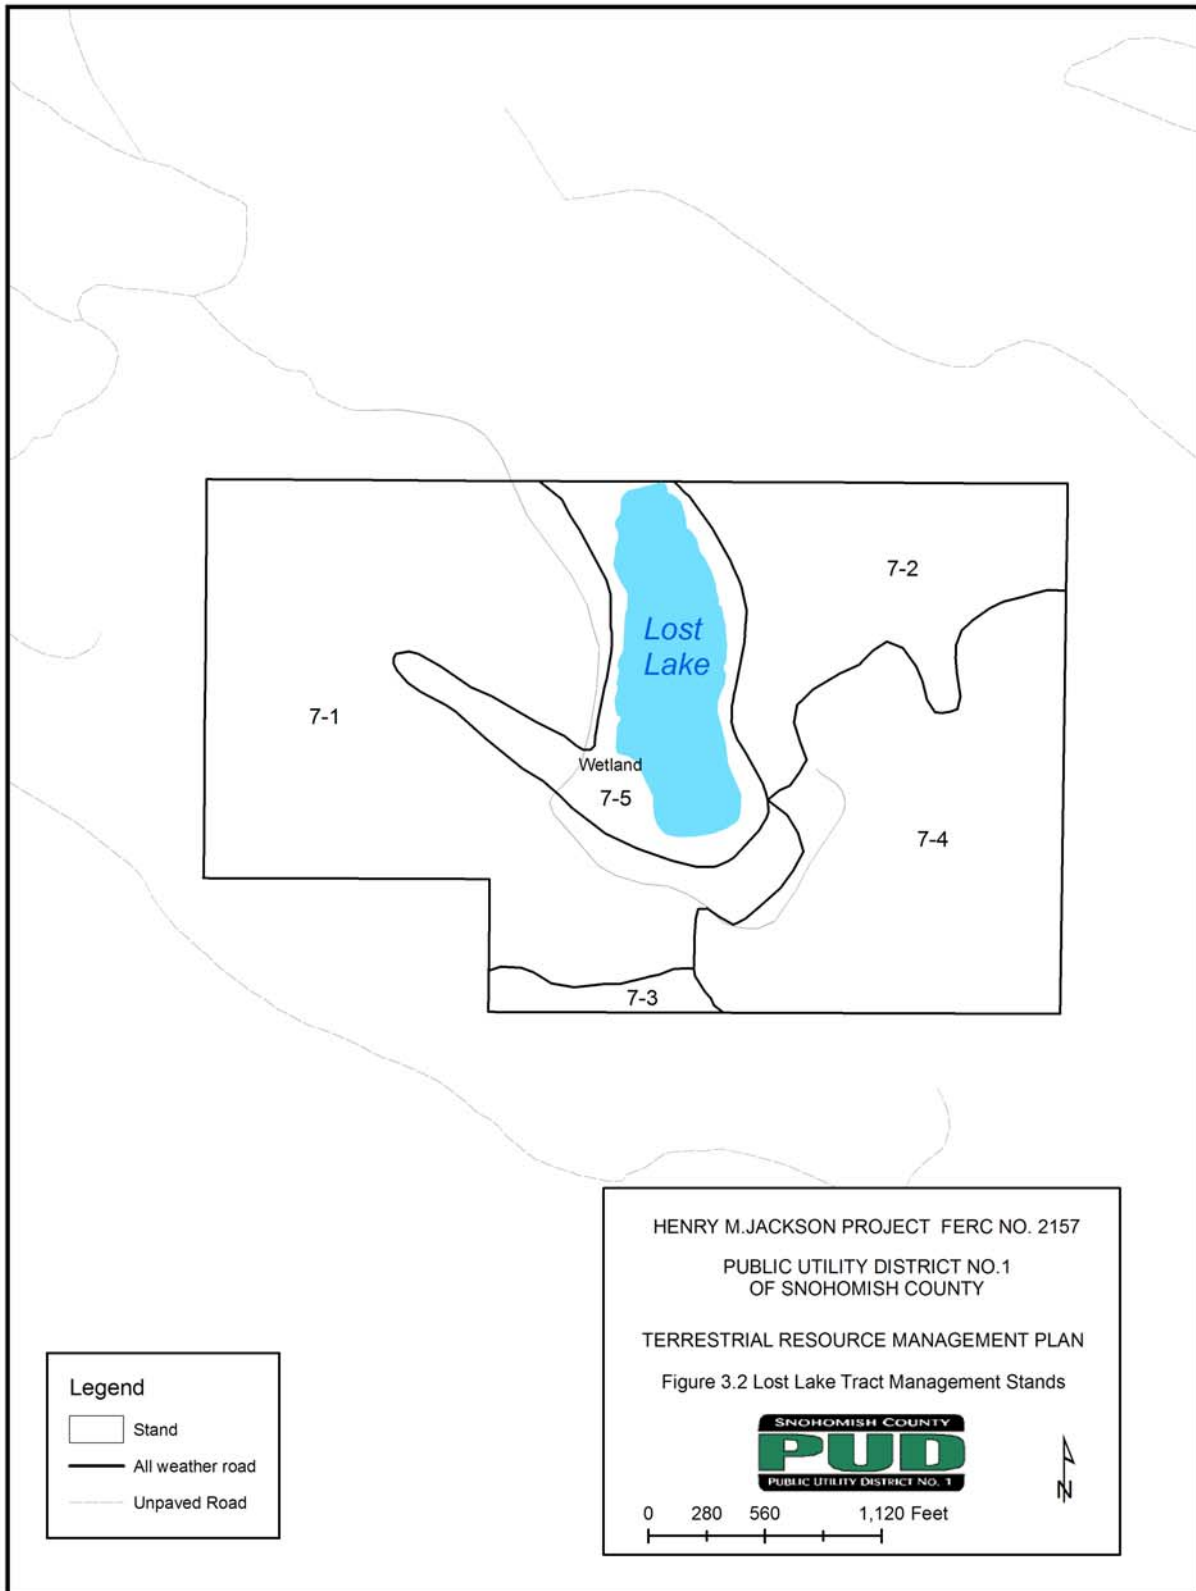 7-2
Lost
Lake
7-1
Wetland
7-5
7-4
7-3
HENRY M.JACKSON PROJECT FERC NO. 2157
PUBLIC UTILITY DISTRICT NO.1
OF SNOHOMISH COUNTY
TERRESTRIAL RESOURCE MANAGEMENT PLAN
Figure 3.2 Lost Lake Tract Management Stands
SNOHOMISH COUNTY
PUD
PUBLIC UTILITY DISTRICT NO. 1
N
0 280 560 1,120 Feet
Legend
Stand
All weather road
Unpaved Road